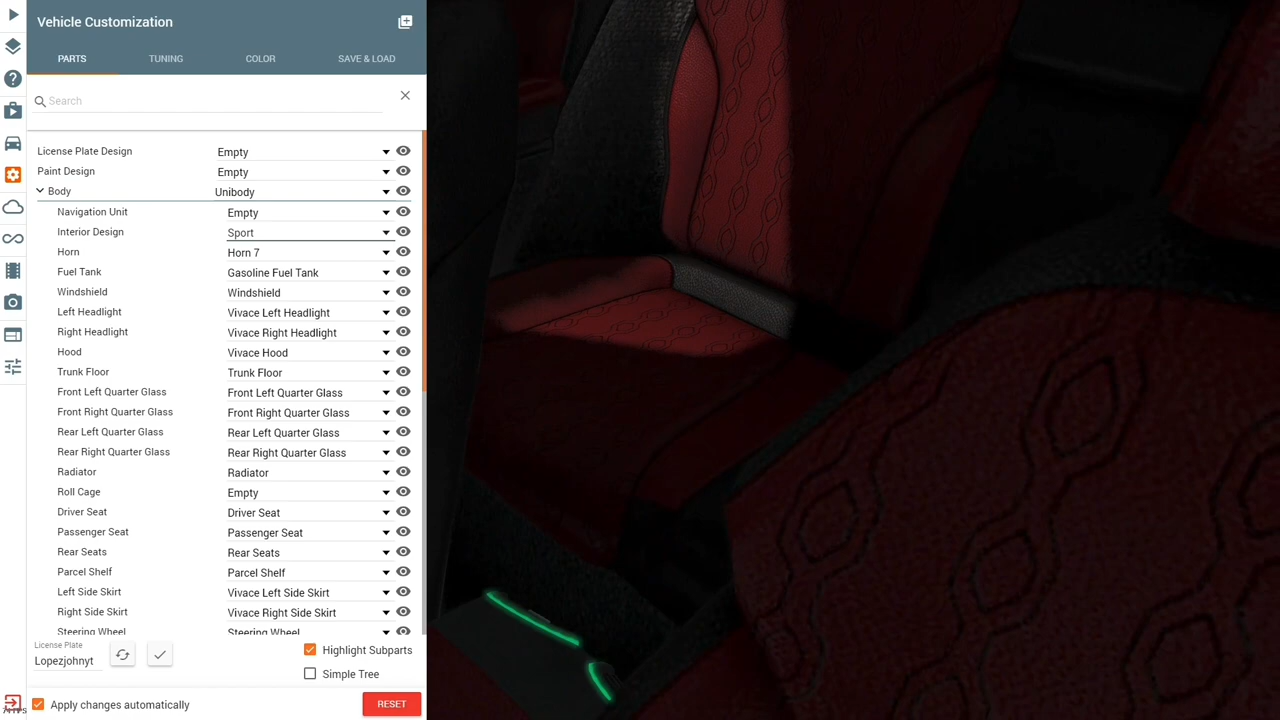 Vehicle Customization
PARTS TUNING COLOR SAVE & LOAD
Search
License Plate Design Empty
Paint Design Empty
Body Unibody
Navigation Unit Empty
Interior Design Sport
Horn Horn 7
Fuel Tank Gasoline Fuel Tank
Windshield Windshield
Left Headlight Vivace Left Headlight
Right Headlight Vivace Right Headlight
Hood Vivace Hood
Trunk Floor Trunk Floor
Front Left Quarter Glass Front Left Quarter Glass
Front Right Quarter Glass Front Right Quarter Glass
Rear Left Quarter Glass Rear Left Quarter Glass
Rear Right Quarter Glass Rear Right Quarter Glass
Radiator Radiator
Roll Cage Empty
Driver Seat Driver Seat
Passenger Seat Passenger Seat
Rear Seats Rear Seats
Parcel Shelf Parcel Shelf
Left Side Skirt Vivace Left Side Skirt
Right Side Skirt Vivace Right Side Skirt
Steering Wheel Steering Wheel
License Plate
Lopezjohnyt
Highlight Subparts
Simple Tree
Apply changes automatically
RESET